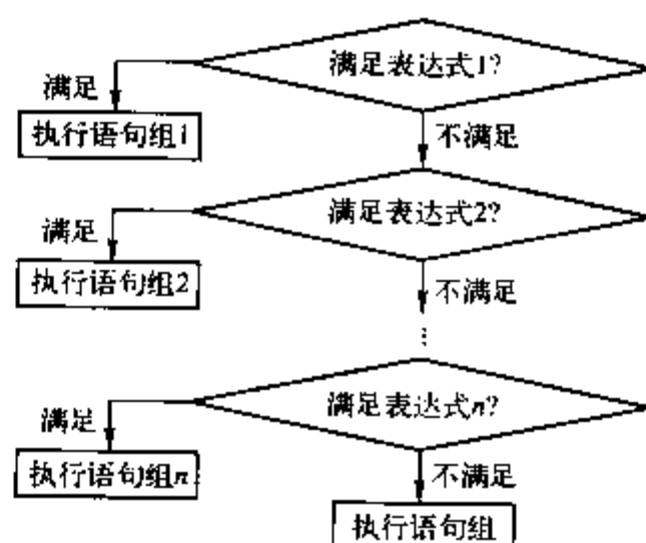 满足表达式1?
满足
执行语句组1
不满足
满足表达式2?
满足
执行语句组2
不满足
⋮
满足表达式n?
满足
执行语句组n
不满足
执行语句组